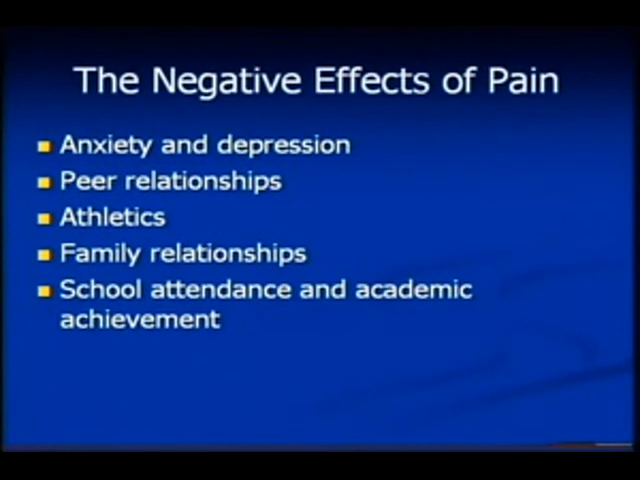 The Negative Effects of Pain
Anxiety and depression
Peer relationships
Athletics
Family relationships
School attendance and academic
achievement